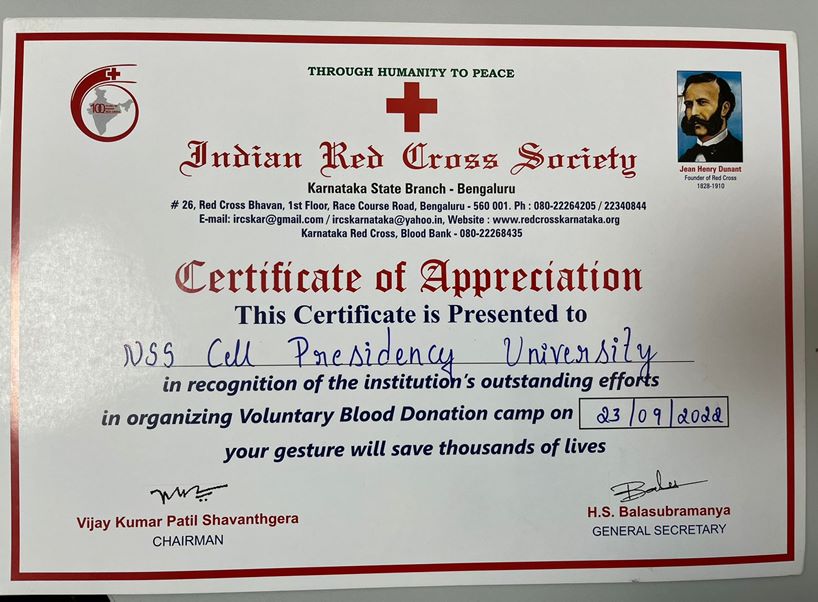 THROUGH HUMANITY TO PEACE
100
Indian Red Cross Society
Jean Henry Dunant
Founder of Red Cross
1828-1910
Karnataka State Branch - Bengaluru
# 26, Red Cross Bhavan, 1st Floor, Race Course Road, Bengaluru - 560 001. Ph : 080-22264205 / 22340844
E-mail: ircskar@gmail.com / ircskarnataka@yahoo.in, Website : www.redcrosskarnataka.org
Karnataka Red Cross, Blood Bank - 080-22268435
Certificate of Appreciation
This Certificate is Presented to
NSS Cell Presidency University
in recognition of the institution's outstanding efforts
in organizing Voluntary Blood Donation camp on 23/09/2022
your gesture will save thousands of lives
Vijay Kumar Patil Shavanthgera
CHAIRMAN
H.S. Balasubramanya
GENERAL SECRETARY